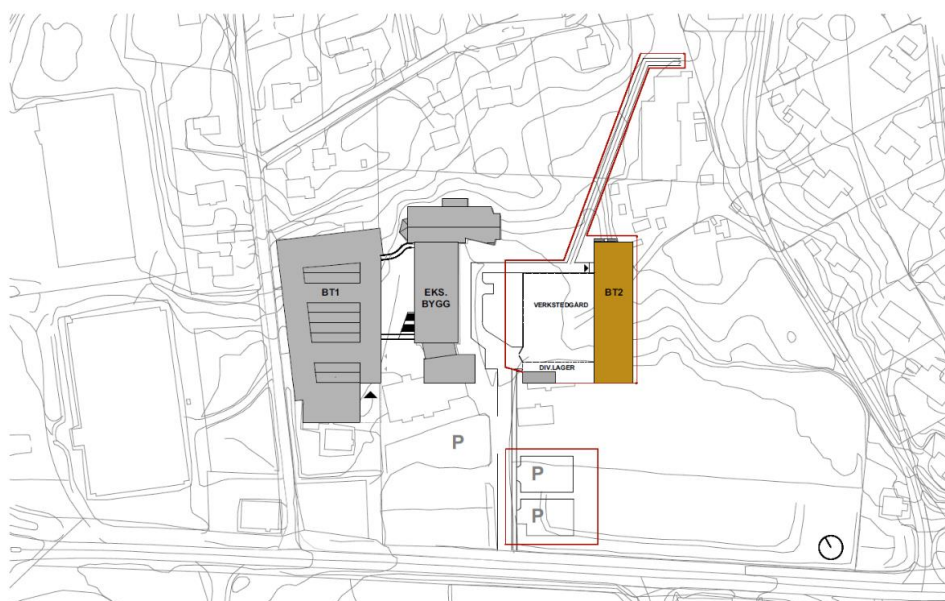 BT1
EKS.
BYGG
VERKSTEDGÅRD
BT2
DIV.LAGER
P
P
P